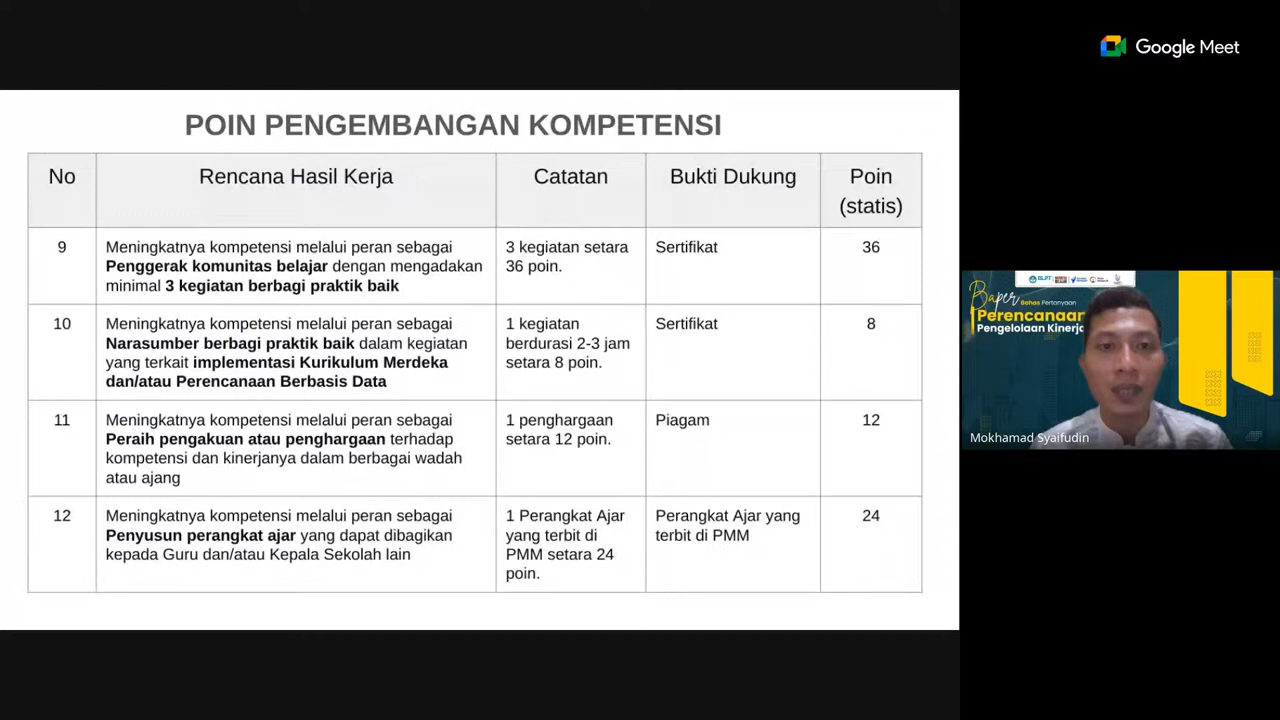 Google Meet
POIN PENGEMBANGAN KOMPETENSI
No
Rencana Hasil Kerja
Catatan
Bukti Dukung
Poin
(statis)
9
Meningkatnya kompetensi melalui peran sebagai
Penggerak komunitas belajar dengan mengadakan
minimal 3 kegiatan berbagi praktik baik
3 kegiatan setara
36 poin.
Sertifikat
36
10
Meningkatnya kompetensi melalui peran sebagai
Narasumber berbagi praktik baik dalam kegiatan
yang terkait implementasi Kurikulum Merdeka
dan/atau Perencanaan Berbasis Data
1 kegiatan
berdurasi 2-3 jam
setara 8 poin.
Sertifikat
8
11
Meningkatnya kompetensi melalui peran sebagai
Peraih pengakuan atau penghargaan terhadap
kompetensi dan kinerjanya dalam berbagai wadah
atau ajang
1 penghargaan
setara 12 poin.
Piagam
12
12
Meningkatnya kompetensi melalui peran sebagai
Penyusun perangkat ajar yang dapat dibagikan
kepada Guru dan/atau Kepala Sekolah lain
1 Perangkat Ajar
yang terbit di
PMM setara 24
poin.
Perangkat Ajar yang
terbit di PMM
24
Baper Bahas Pertanyaan
Perencanaan
Pengelolaan Kinerja
Mokhamad Syaifudin